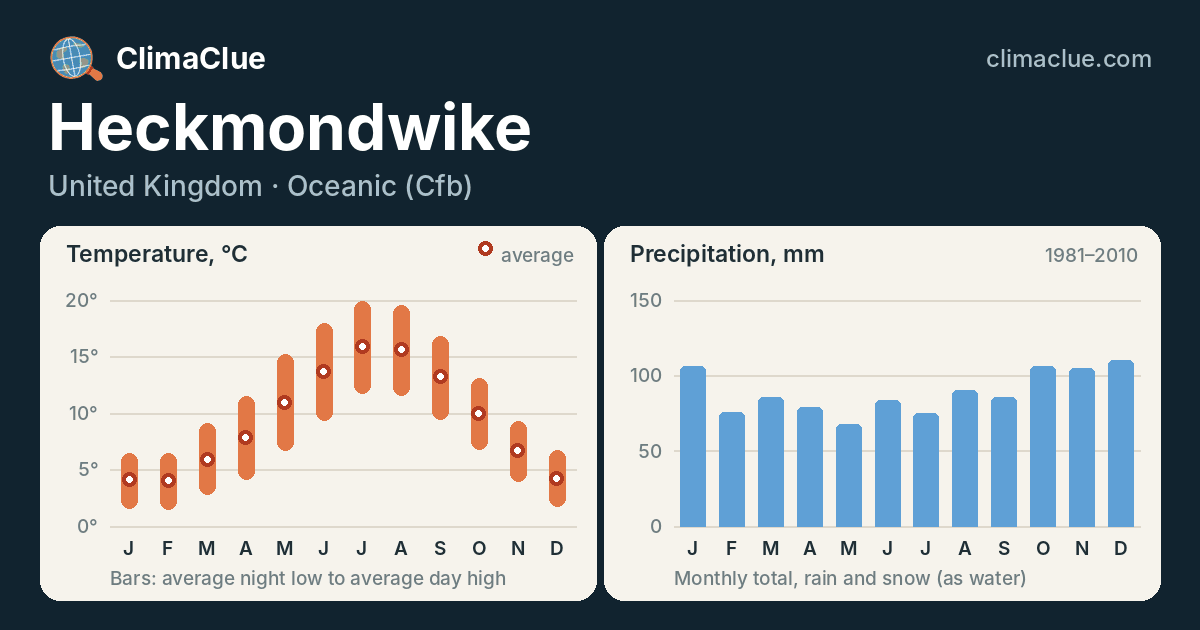 ClimaClue
climaclue.com
Heckmondwike
United Kingdom · Oceanic (Cfb)
Temperature, °C
average
20°
15°
10°
5°
0°
J F M A M J J A S O N D
Bars: average night low to average day high
Precipitation, mm
1981–2010
150
100
50
0
J F M A M J J A S O N D
Monthly total, rain and snow (as water)